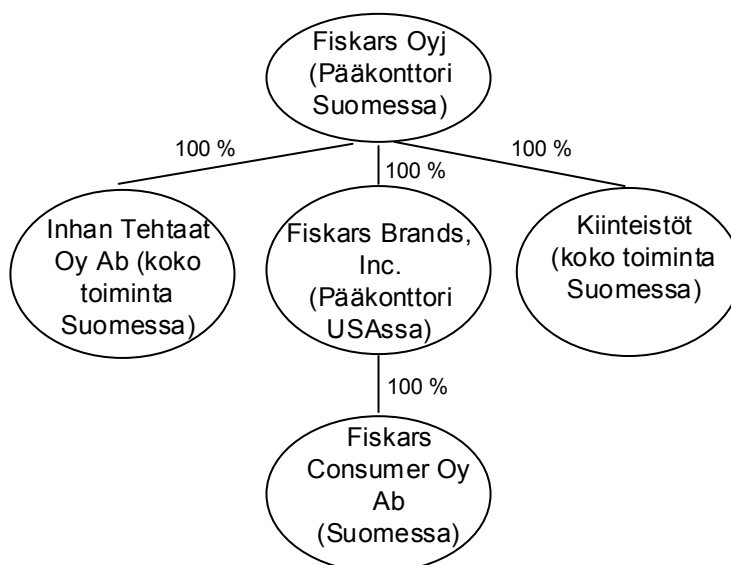 Fiskars Oyj
(Pääkonttori
Suomessa)
100 %
100 %
100 %
Inhan Tehtaat
Oy Ab (koko
toiminta
Suomessa)
Fiskars Brands,
Inc.
(Pääkonttori
USAssa)
Kiinteistöt
(koko toiminta
Suomessa)
100 %
Fiskars
Consumer Oy
Ab
(Suomessa)